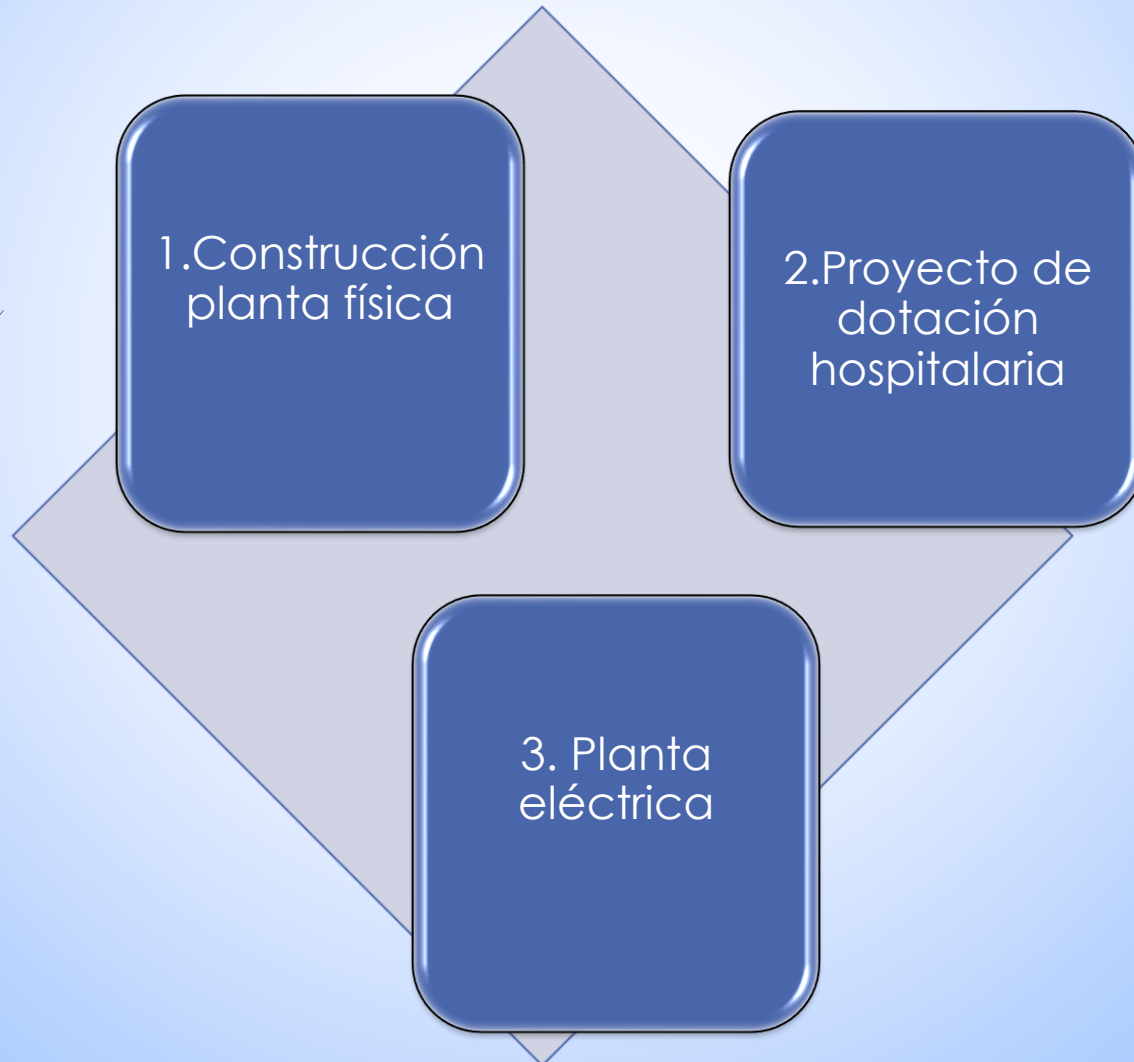 1.Construcción
planta física
2.Proyecto de
dotación
hospitalaria
3. Planta
eléctrica